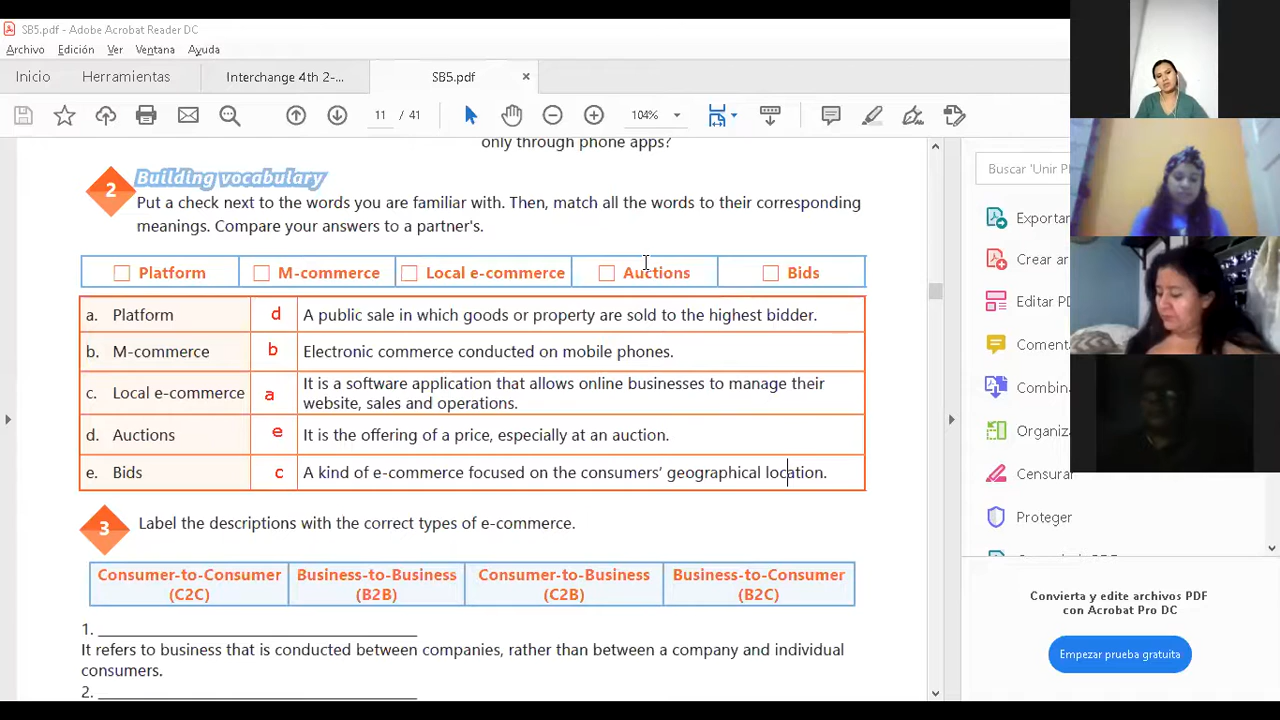 SB5.pdf - Adobe Acrobat Reader DC
Archivo Edición Ver Ventana Ayuda
Inicio Herramientas Interchange 4th 2-... SB5.pdf ×
11 / 41 104%
only through phone apps?
2 Building vocabulary
Put a check next to the words you are familiar with. Then, match all the words to their corresponding
meanings. Compare your answers to a partner's.
Platform M-commerce Local e-commerce Auctions Bids
a. Platform d A public sale in which goods or property are sold to the highest bidder.
b. M-commerce b Electronic commerce conducted on mobile phones.
c. Local e-commerce a It is a software application that allows online businesses to manage their
website, sales and operations.
d. Auctions e It is the offering of a price, especially at an auction.
e. Bids c A kind of e-commerce focused on the consumers' geographical location.
3 Label the descriptions with the correct types of e-commerce.
Consumer-to-Consumer Business-to-Business Consumer-to-Business Business-to-Consumer
(C2C) (B2B) (C2B) (B2C)
1. ___________________________________
It refers to business that is conducted between companies, rather than between a company and individual
consumers.
2. ___________________________________
Buscar 'Unir P
Exportar
Crear ar
Editar PD
Coment
Combin
Organiz
Censurar
Proteger
Convierta y edite archivos PDF
con Acrobat Pro DC
Empezar prueba gratuita